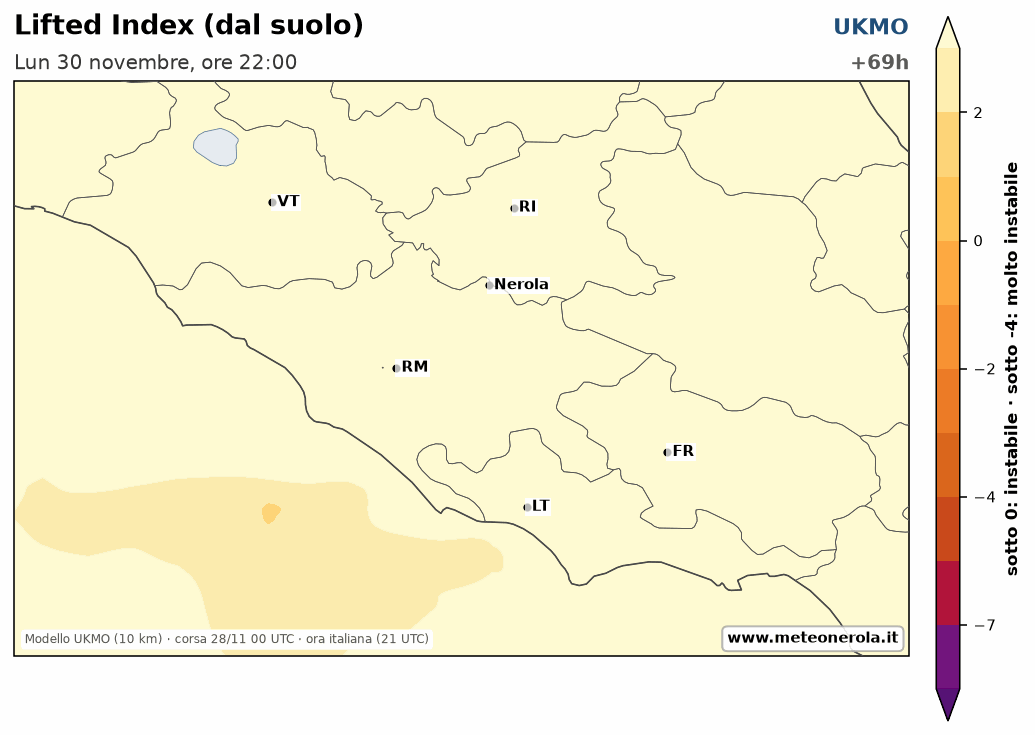 Lifted Index (dal suolo)
UKMO
Lun 30 novembre, ore 22:00
+69h
VT
RI
Nerola
RM
FR
LT
Modello UKMO (10 km) · corsa 28/11 00 UTC · ora italiana (21 UTC)
www.meteonerola.it
2
0
−2
−4
−7
sotto 0: instabile · sotto -4: molto instabile